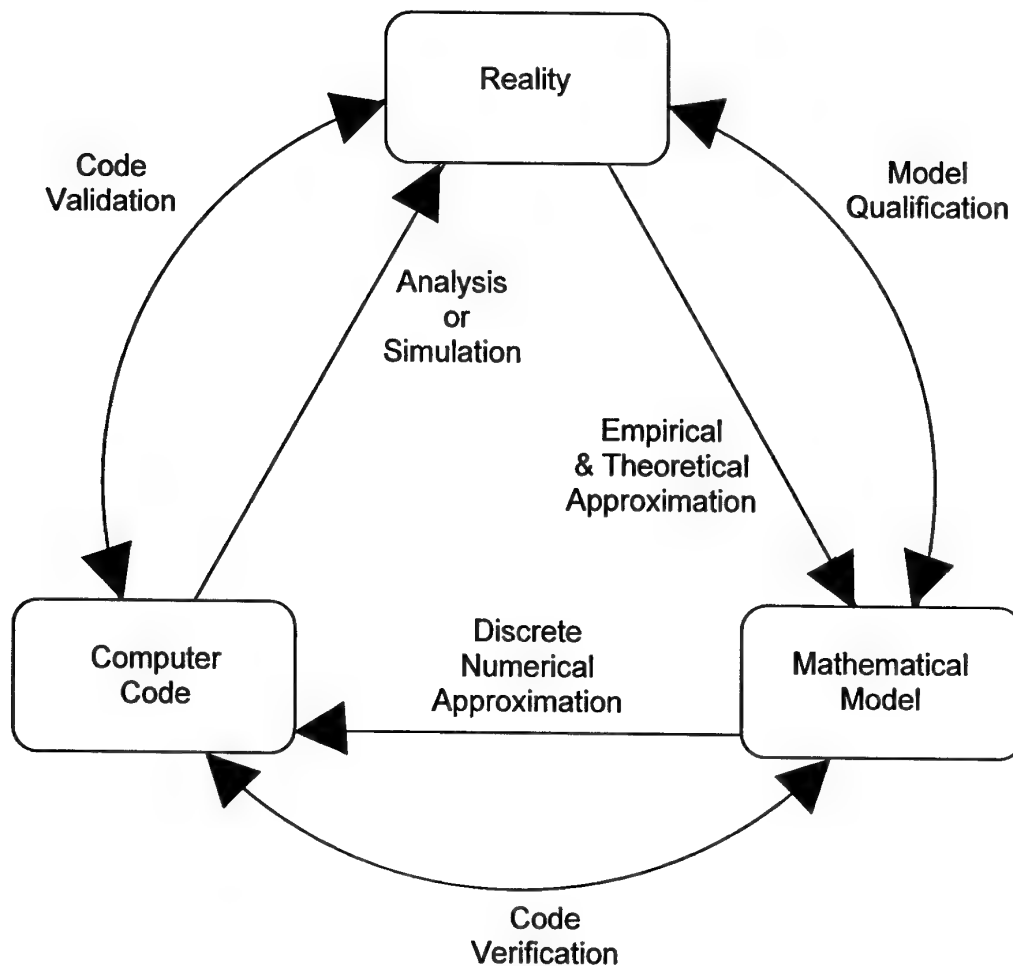 Reality
Code
Validation
Model
Qualification
Analysis
or
Simulation
Empirical
& Theoretical
Approximation
Computer
Code
Discrete
Numerical
Approximation
Mathematical
Model
Code
Verification